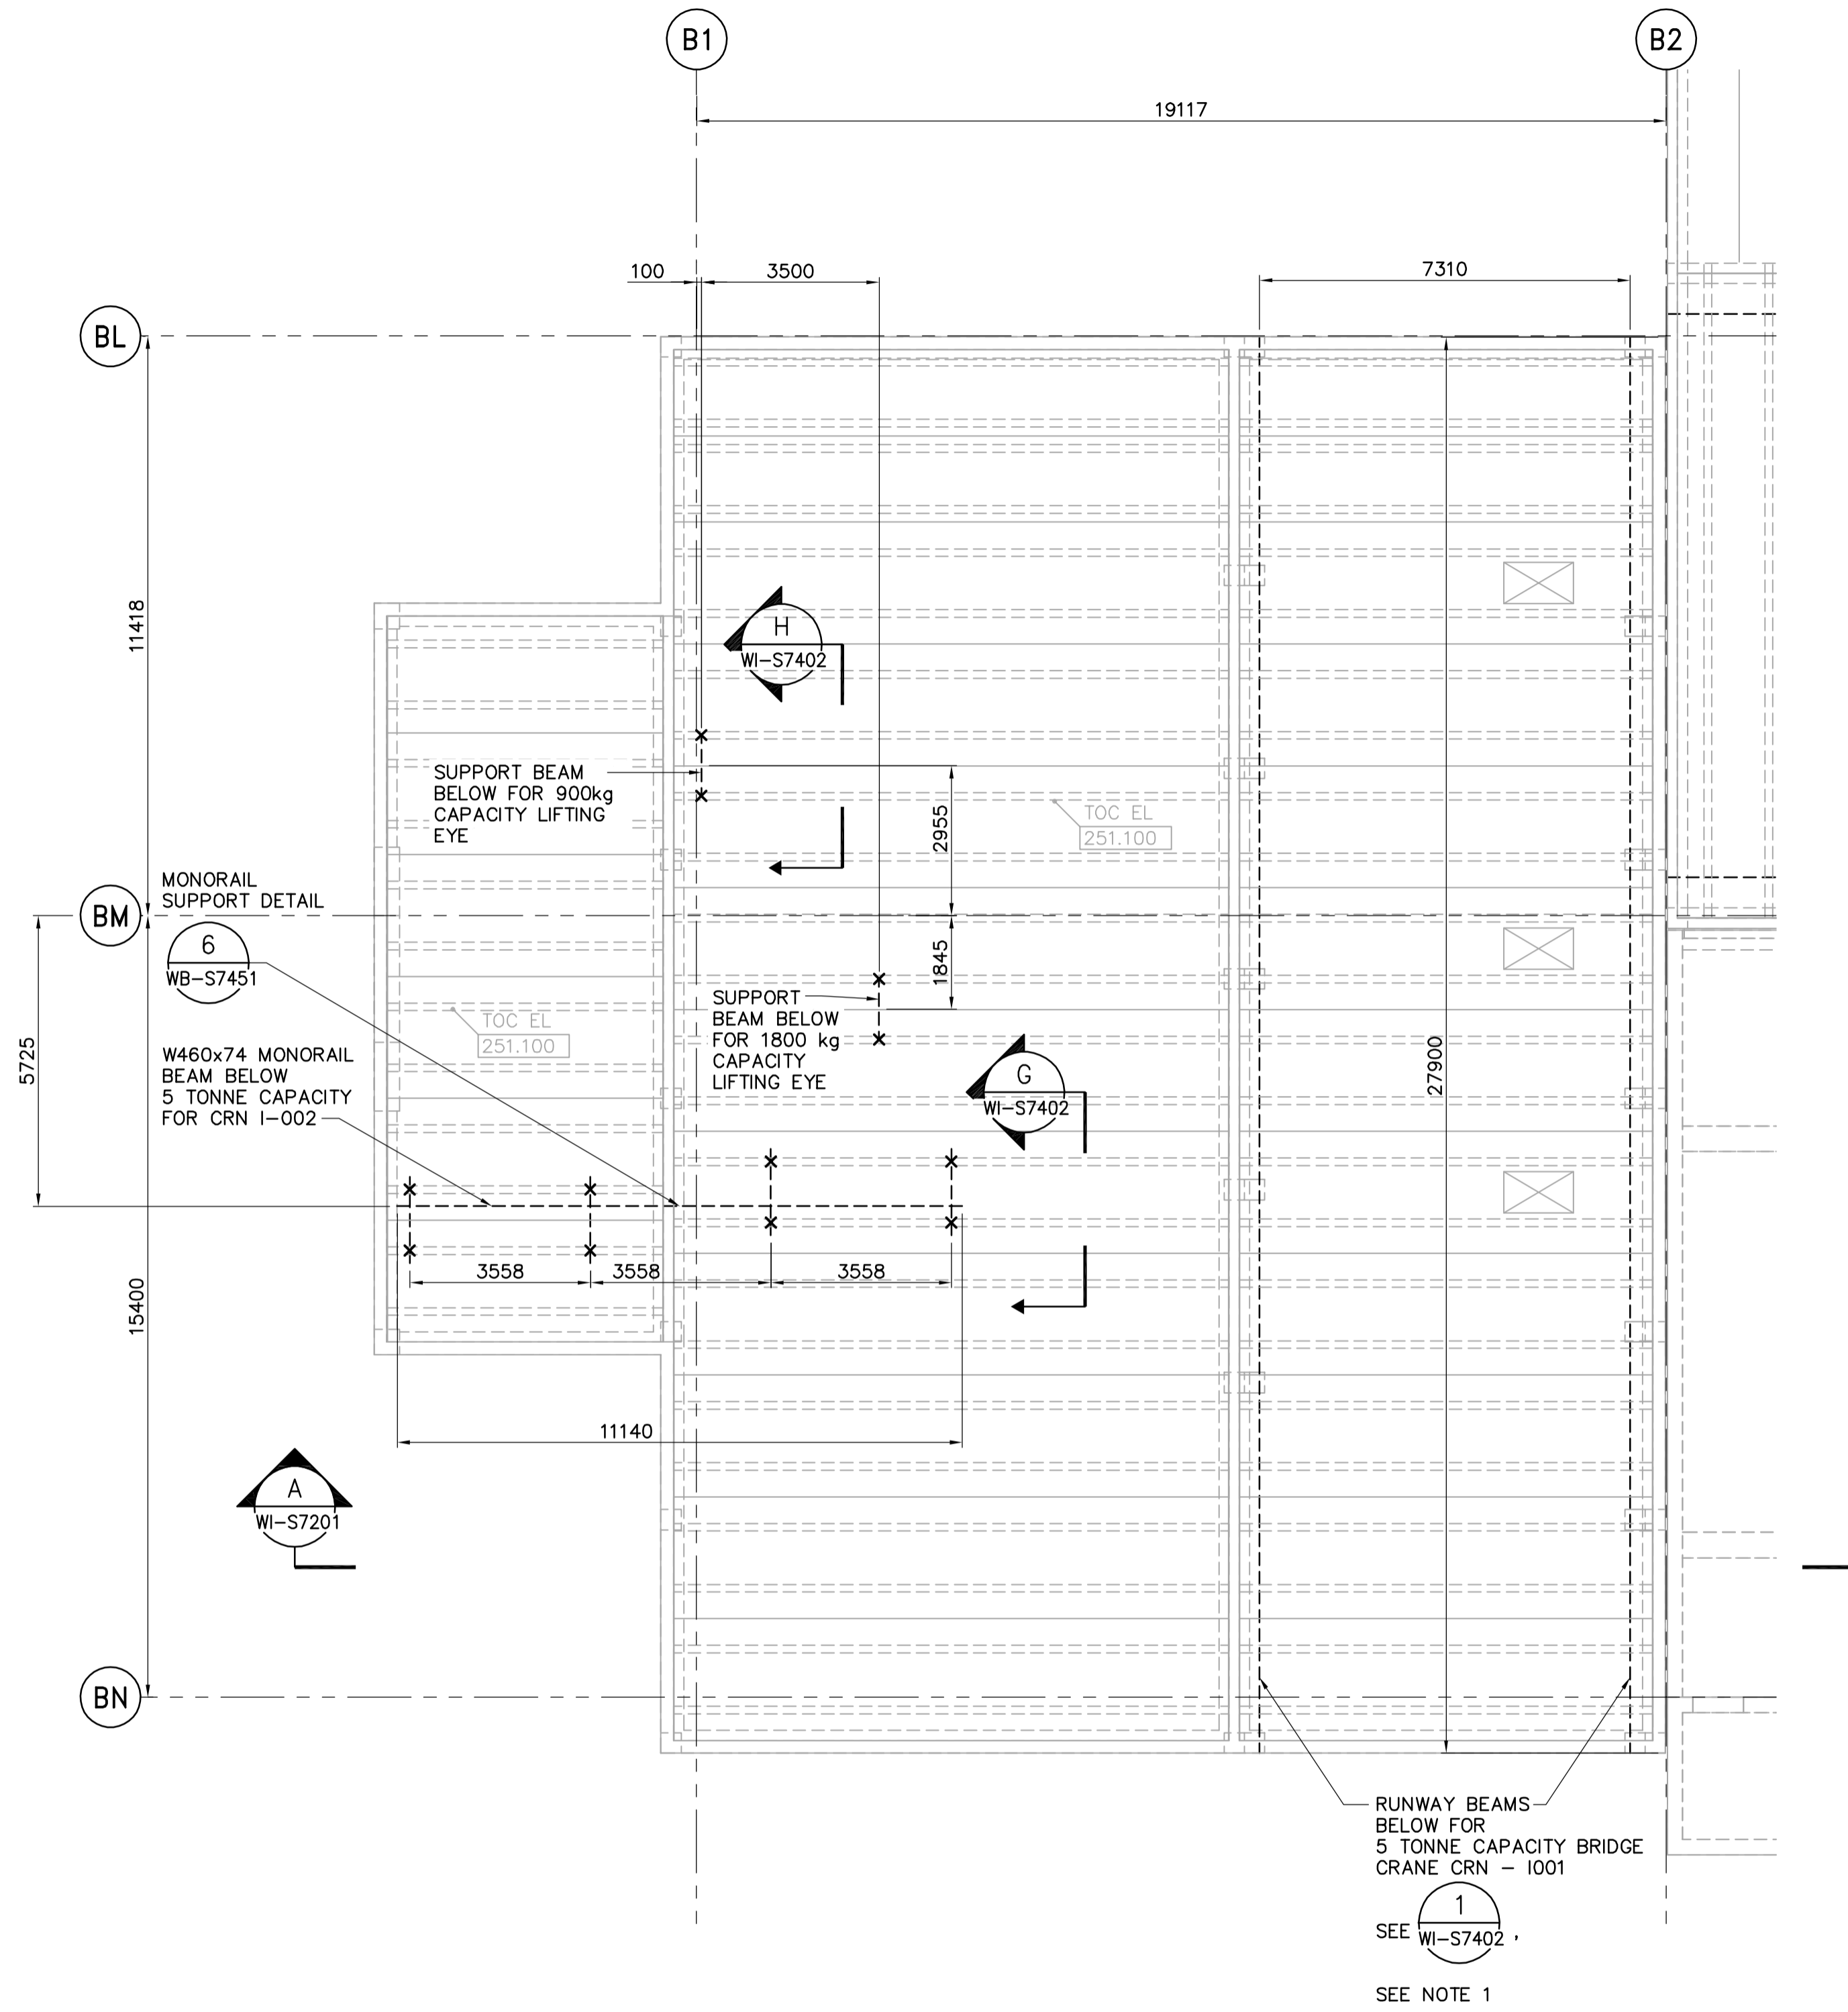 B1
B2
19117
100
3500
7310
BL
11418
H
WI-S7402
SUPPORT BEAM
BELOW FOR 900kg
CAPACITY LIFTING
EYE
2955
TOC EL
251.100
MONORAIL
SUPPORT DETAIL
BM
6
WB-S7451
1845
SUPPORT
BEAM BELOW
FOR 1800 kg
CAPACITY
LIFTING EYE
TOC EL
251.100
5725
W460x74 MONORAIL
BEAM BELOW
5 TONNE CAPACITY
FOR CRN I-002
G
WI-S7402
27900
3558
3558
3558
15400
11140
A
WI-S7201
BN
RUNWAY BEAMS
BELOW FOR
5 TONNE CAPACITY BRIDGE
CRANE CRN - I001
1
SEE WI-S7402 ,
SEE NOTE 1